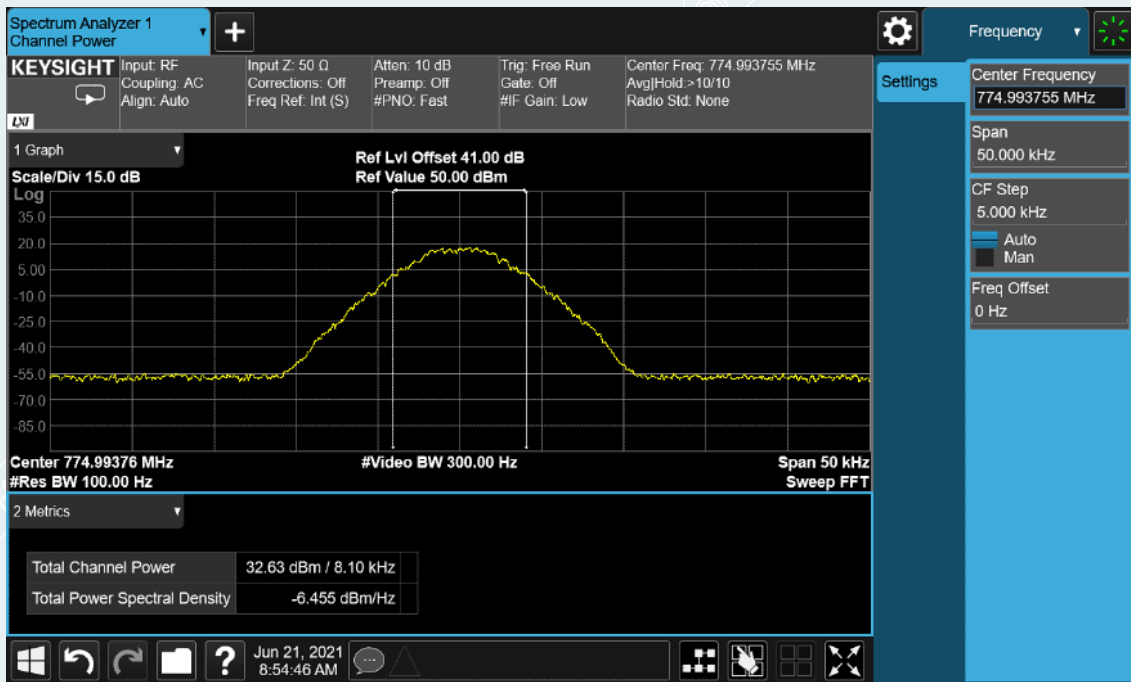 Spectrum Analyzer 1
Channel Power
+
Frequency
KEYSIGHT
LXI
Input: RF
Coupling: AC
Align: Auto
Input Z: 50 Ω
Corrections: Off
Freq Ref: Int (S)
Atten: 10 dB
Preamp: Off
#PNO: Fast
Trig: Free Run
Gate: Off
#IF Gain: Low
Center Freq: 774.993755 MHz
Avg|Hold:>10/10
Radio Std: None
Settings
Center Frequency
774.993755 MHz
Span
50.000 kHz
CF Step
5.000 kHz
Auto
Man
Freq Offset
0 Hz
1 Graph
Scale/Div 15.0 dB
Ref Lvl Offset 41.00 dB
Ref Value 50.00 dBm
Log
35.0
20.0
5.00
-10.0
-25.0
-40.0
-55.0
-70.0
-85.0
Center 774.99376 MHz
#Res BW 100.00 Hz
#Video BW 300.00 Hz
Span 50 kHz
Sweep FFT
2 Metrics
Total Channel Power 32.63 dBm / 8.10 kHz
Total Power Spectral Density -6.455 dBm/Hz
?
Jun 21, 2021
8:54:46 AM